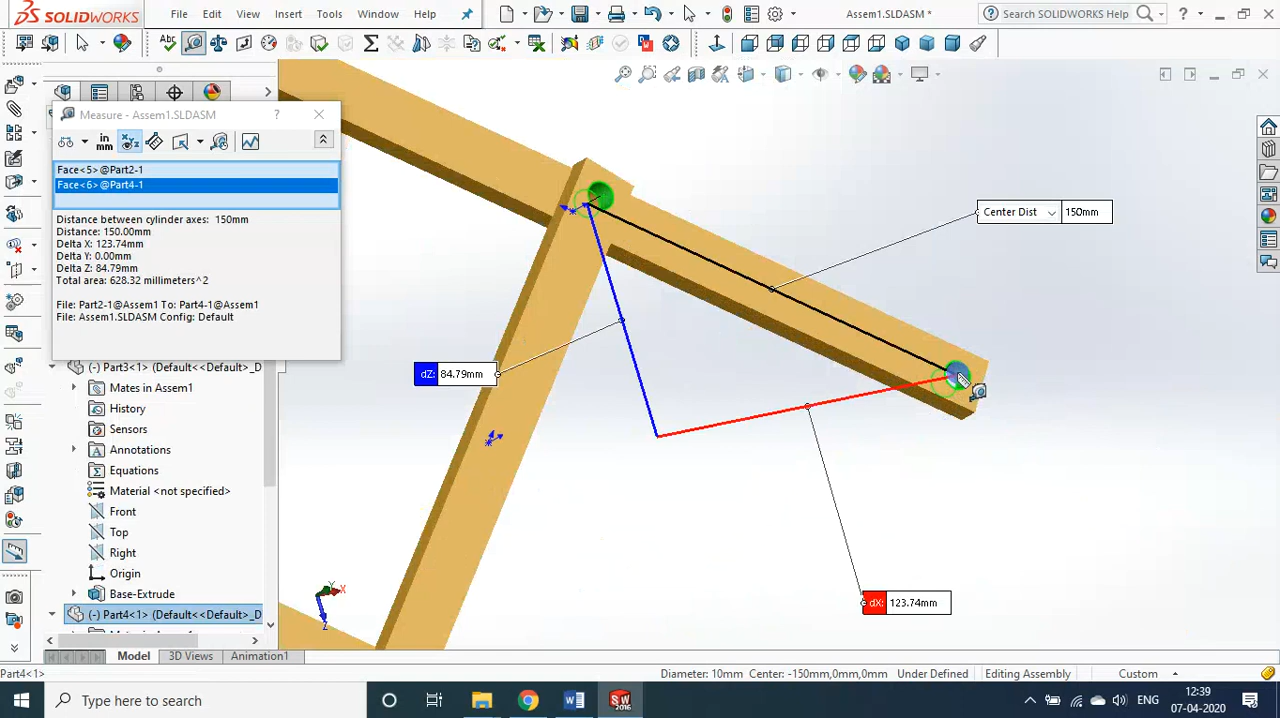 SOLIDWORKS
File
Edit
View
Insert
Tools
Window
Help
Assem1.SLDASM *
Search SOLIDWORKS Help
Measure - Assem1.SLDASM
?
in
mm
Face<5>@Part2-1
Face<6>@Part4-1
Distance between cylinder axes: 150mm
Distance: 150.00mm
Delta X: 123.74mm
Delta Y: 0.00mm
Delta Z: 84.79mm
Total area: 628.32 millimeters^2
File: Part2-1@Assem1 To: Part4-1@Assem1
File: Assem1.SLDASM Config: Default
(-) Part3<1> (Default<<Default>_D
Mates in Assem1
History
Sensors
Annotations
Equations
Material <not specified>
Front
Top
Right
Origin
Base-Extrude
(-) Part4<1> (Default<<Default>_D
Center Dist 150mm
dZ: 84.79mm
dX: 123.74mm
Y
X
Z
Model
3D Views
Animation1
Part4<1>
Diameter: 10mm Center: -150mm,0mm,0mm
Under Defined
Editing Assembly
Custom
Type here to search
SW
2016
ENG
12:39
07-04-2020